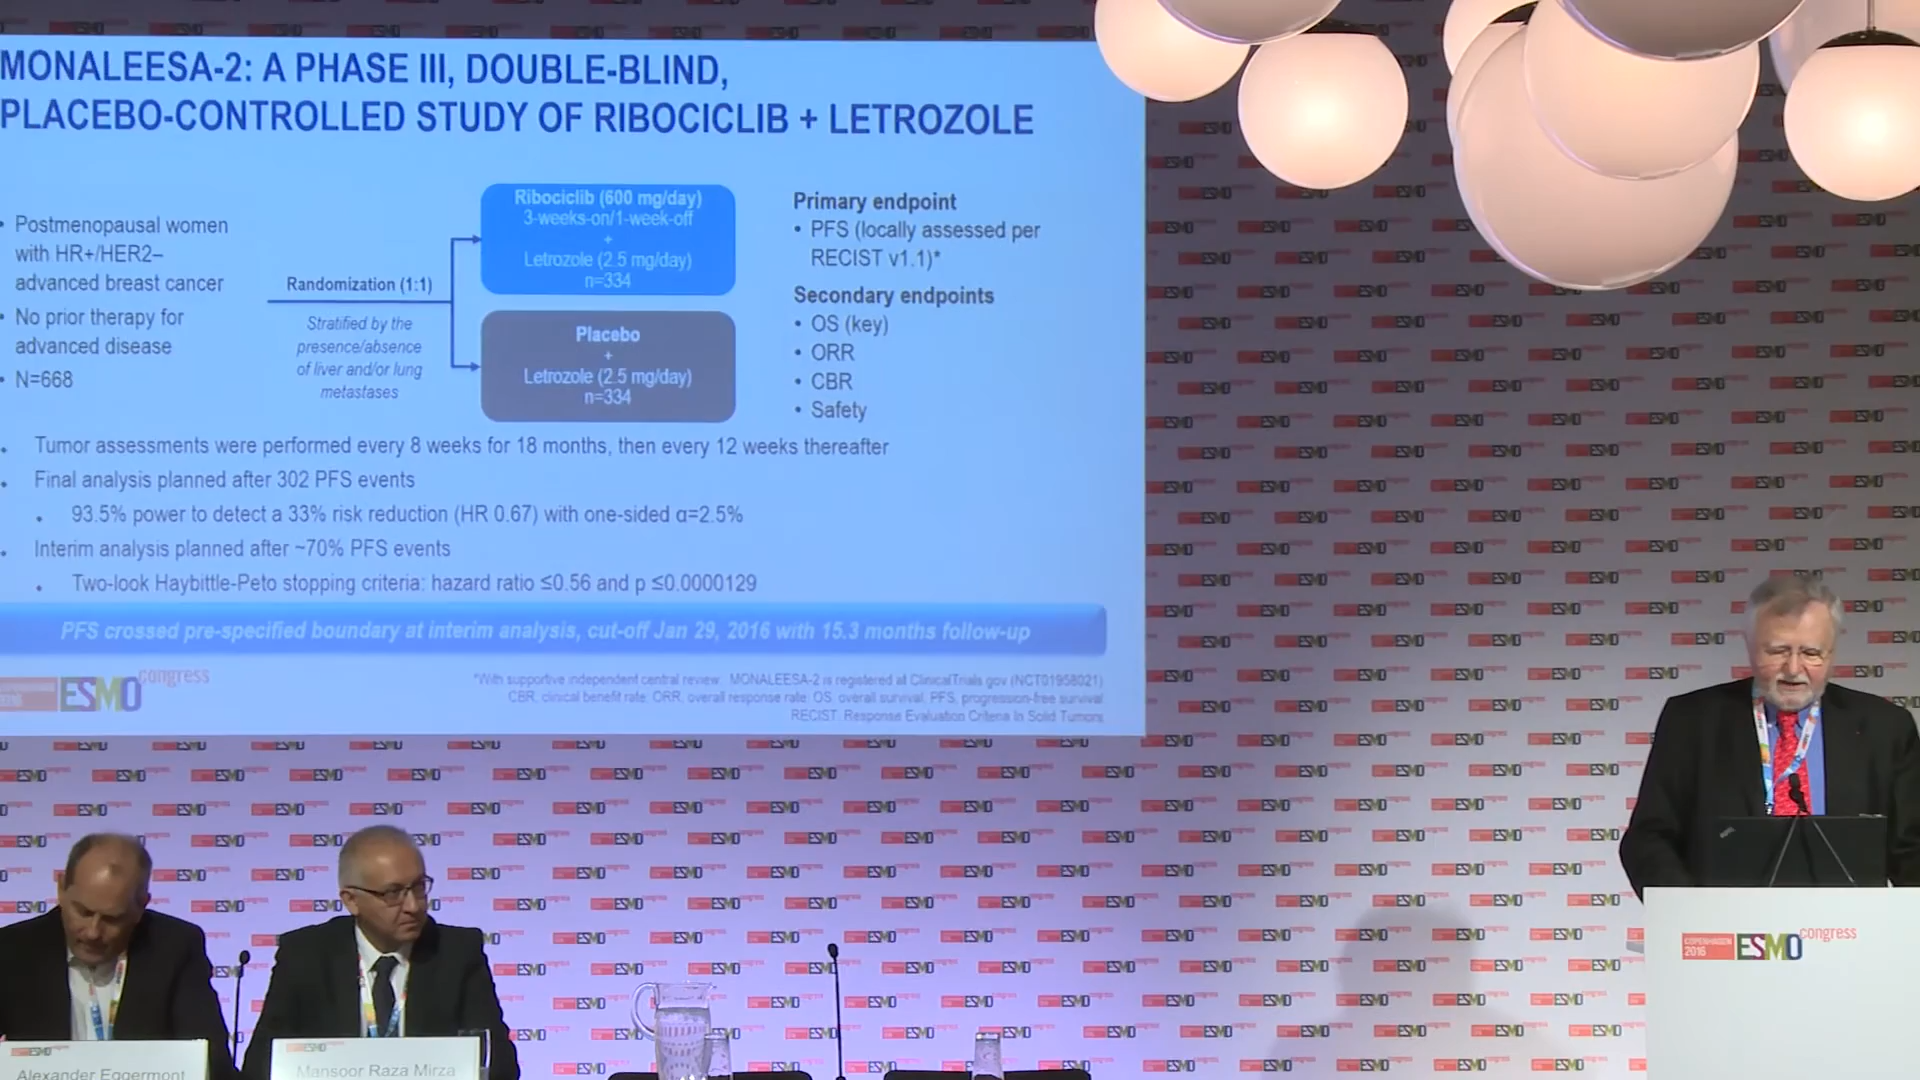 MONALEESA-2: A PHASE III, DOUBLE-BLIND,
PLACEBO-CONTROLLED STUDY OF RIBOCICLIB + LETROZOLE
• Postmenopausal women
with HR+/HER2–
advanced breast cancer
• No prior therapy for
advanced disease
• N=668
Randomization (1:1)
Stratified by the
presence/absence
of liver and/or lung
metastases
Ribociclib (600 mg/day)
3-weeks-on/1-week-off
+
Letrozole (2.5 mg/day)
n=334
Placebo
+
Letrozole (2.5 mg/day)
n=334
Primary endpoint
• PFS (locally assessed per
RECIST v1.1)*
Secondary endpoints
• OS (key)
• ORR
• CBR
• Safety
• Tumor assessments were performed every 8 weeks for 18 months, then every 12 weeks thereafter
• Final analysis planned after 302 PFS events
• 93.5% power to detect a 33% risk reduction (HR 0.67) with one-sided α=2.5%
• Interim analysis planned after ~70% PFS events
• Two-look Haybittle-Peto stopping criteria: hazard ratio ≤0.56 and p ≤0.0000129
PFS crossed pre-specified boundary at interim analysis, cut-off Jan 29, 2016 with 15.3 months follow-up
ESMO congress
*With supportive independent central review. MONALEESA-2 is registered at ClinicalTrials.gov (NCT01958021)
CBR, clinical benefit rate; ORR, overall response rate; OS, overall survival; PFS, progression-free survival
RECIST, Response Evaluation Criteria In Solid Tumors
Alexander Eggermont
Mansoor Raza Mirza
COPENHAGEN
2016
ESMO congress